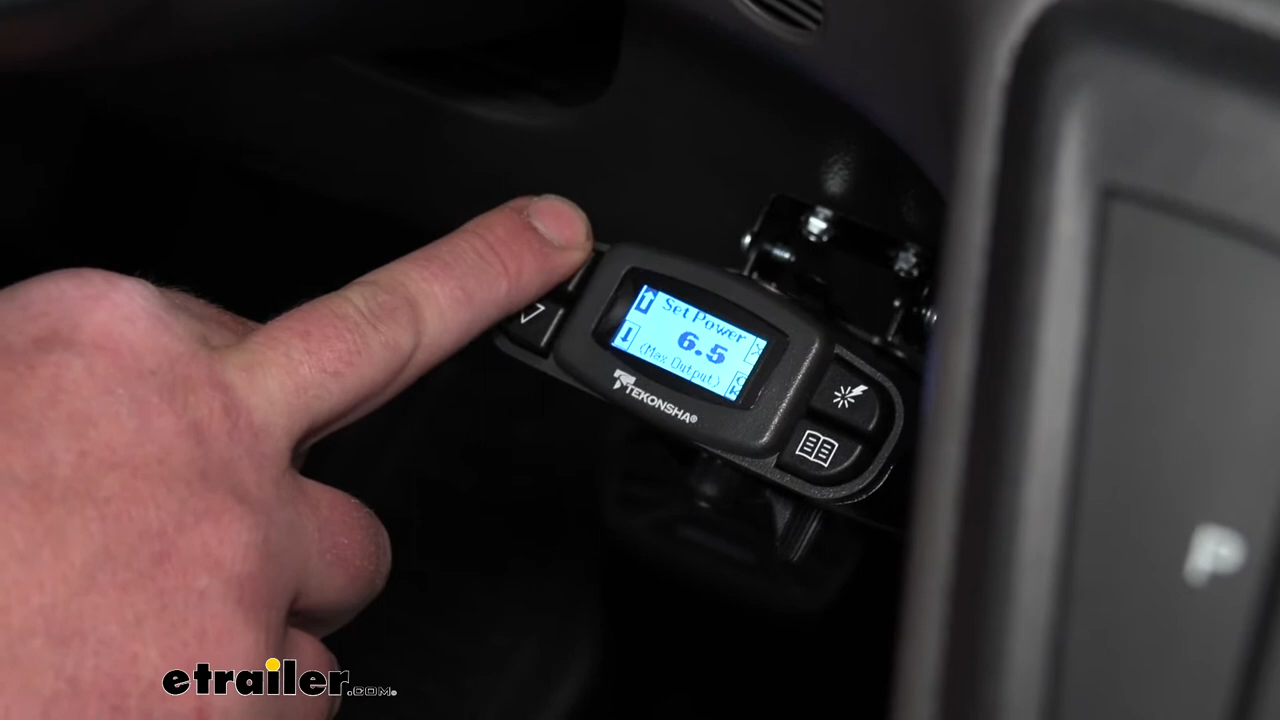 Set Power
6.5
(Max Output)
TEKONSHA®
P
etrailer.COM®